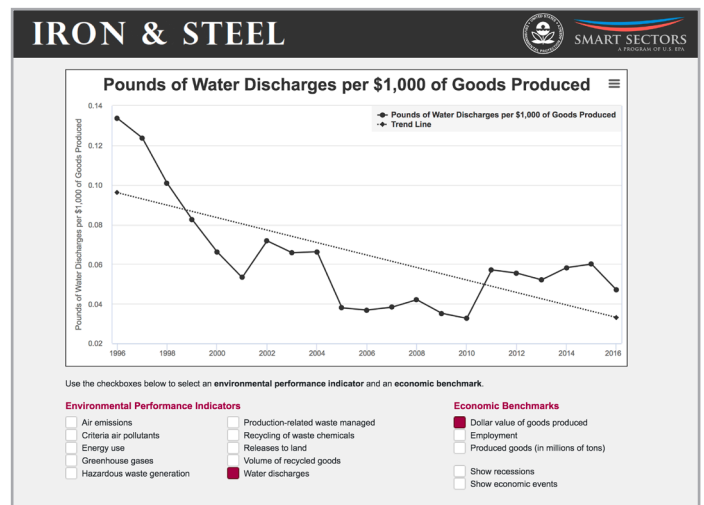 IRON & STEEL
SMART SECTORS
A PROGRAM OF U.S. EPA
Pounds of Water Discharges per $1,000 of Goods Produced
Pounds of Water Discharges per $1,000 of Goods Produced
0.14
0.12
0.10
0.08
0.06
0.04
0.02
Pounds of Water Discharges per $1,000 of Goods Produced
Trend Line
1996 1998 2000 2002 2004 2006 2008 2010 2012 2014 2016
Use the checkboxes below to select an environmental performance indicator and an economic benchmark.
Environmental Performance Indicators
Air emissions
Criteria air pollutants
Energy use
Greenhouse gases
Hazardous waste generation
Production-related waste managed
Recycling of waste chemicals
Releases to land
Volume of recycled goods
Water discharges
Economic Benchmarks
Dollar value of goods produced
Employment
Produced goods (in millions of tons)
Show recessions
Show economic events